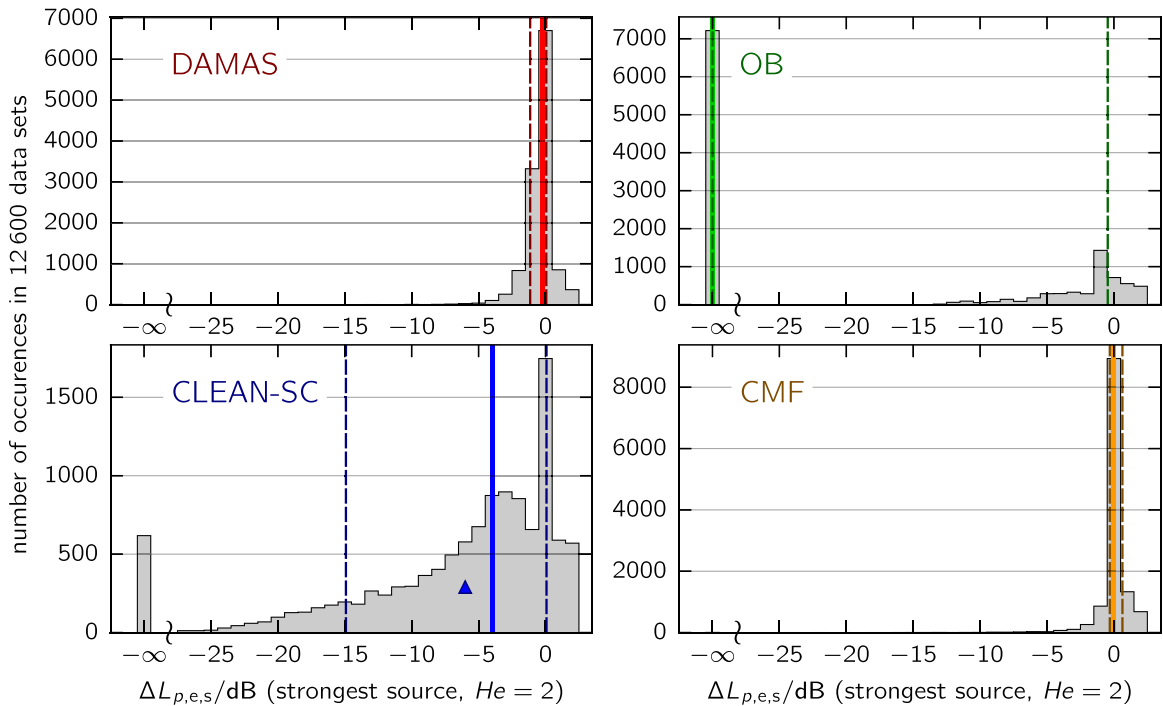 number of occurences in 12 600 data sets
7000
6000
5000
4000
3000
2000
1000
0
DAMAS
−∞ −25 −20 −15 −10 −5 0
7000
6000
5000
4000
3000
2000
1000
0
OB
−∞ −25 −20 −15 −10 −5 0
1500
1000
500
0
CLEAN-SC
−∞ −25 −20 −15 −10 −5 0
ΔL_{p,e,s}/dB (strongest source, He = 2)
8000
6000
4000
2000
0
CMF
−∞ −25 −20 −15 −10 −5 0
ΔL_{p,e,s}/dB (strongest source, He = 2)